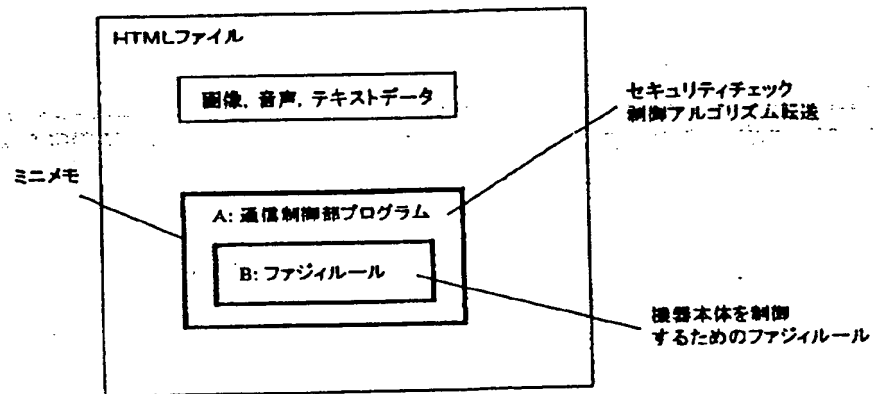 HTMLファイル
画像, 音声, テキストデータ
セキュリティチェック
制御アルゴリズム転送
ミニメモ
A: 通信制御部プログラム
B: ファジィルール
機器本体を制御
するためのファジィルール